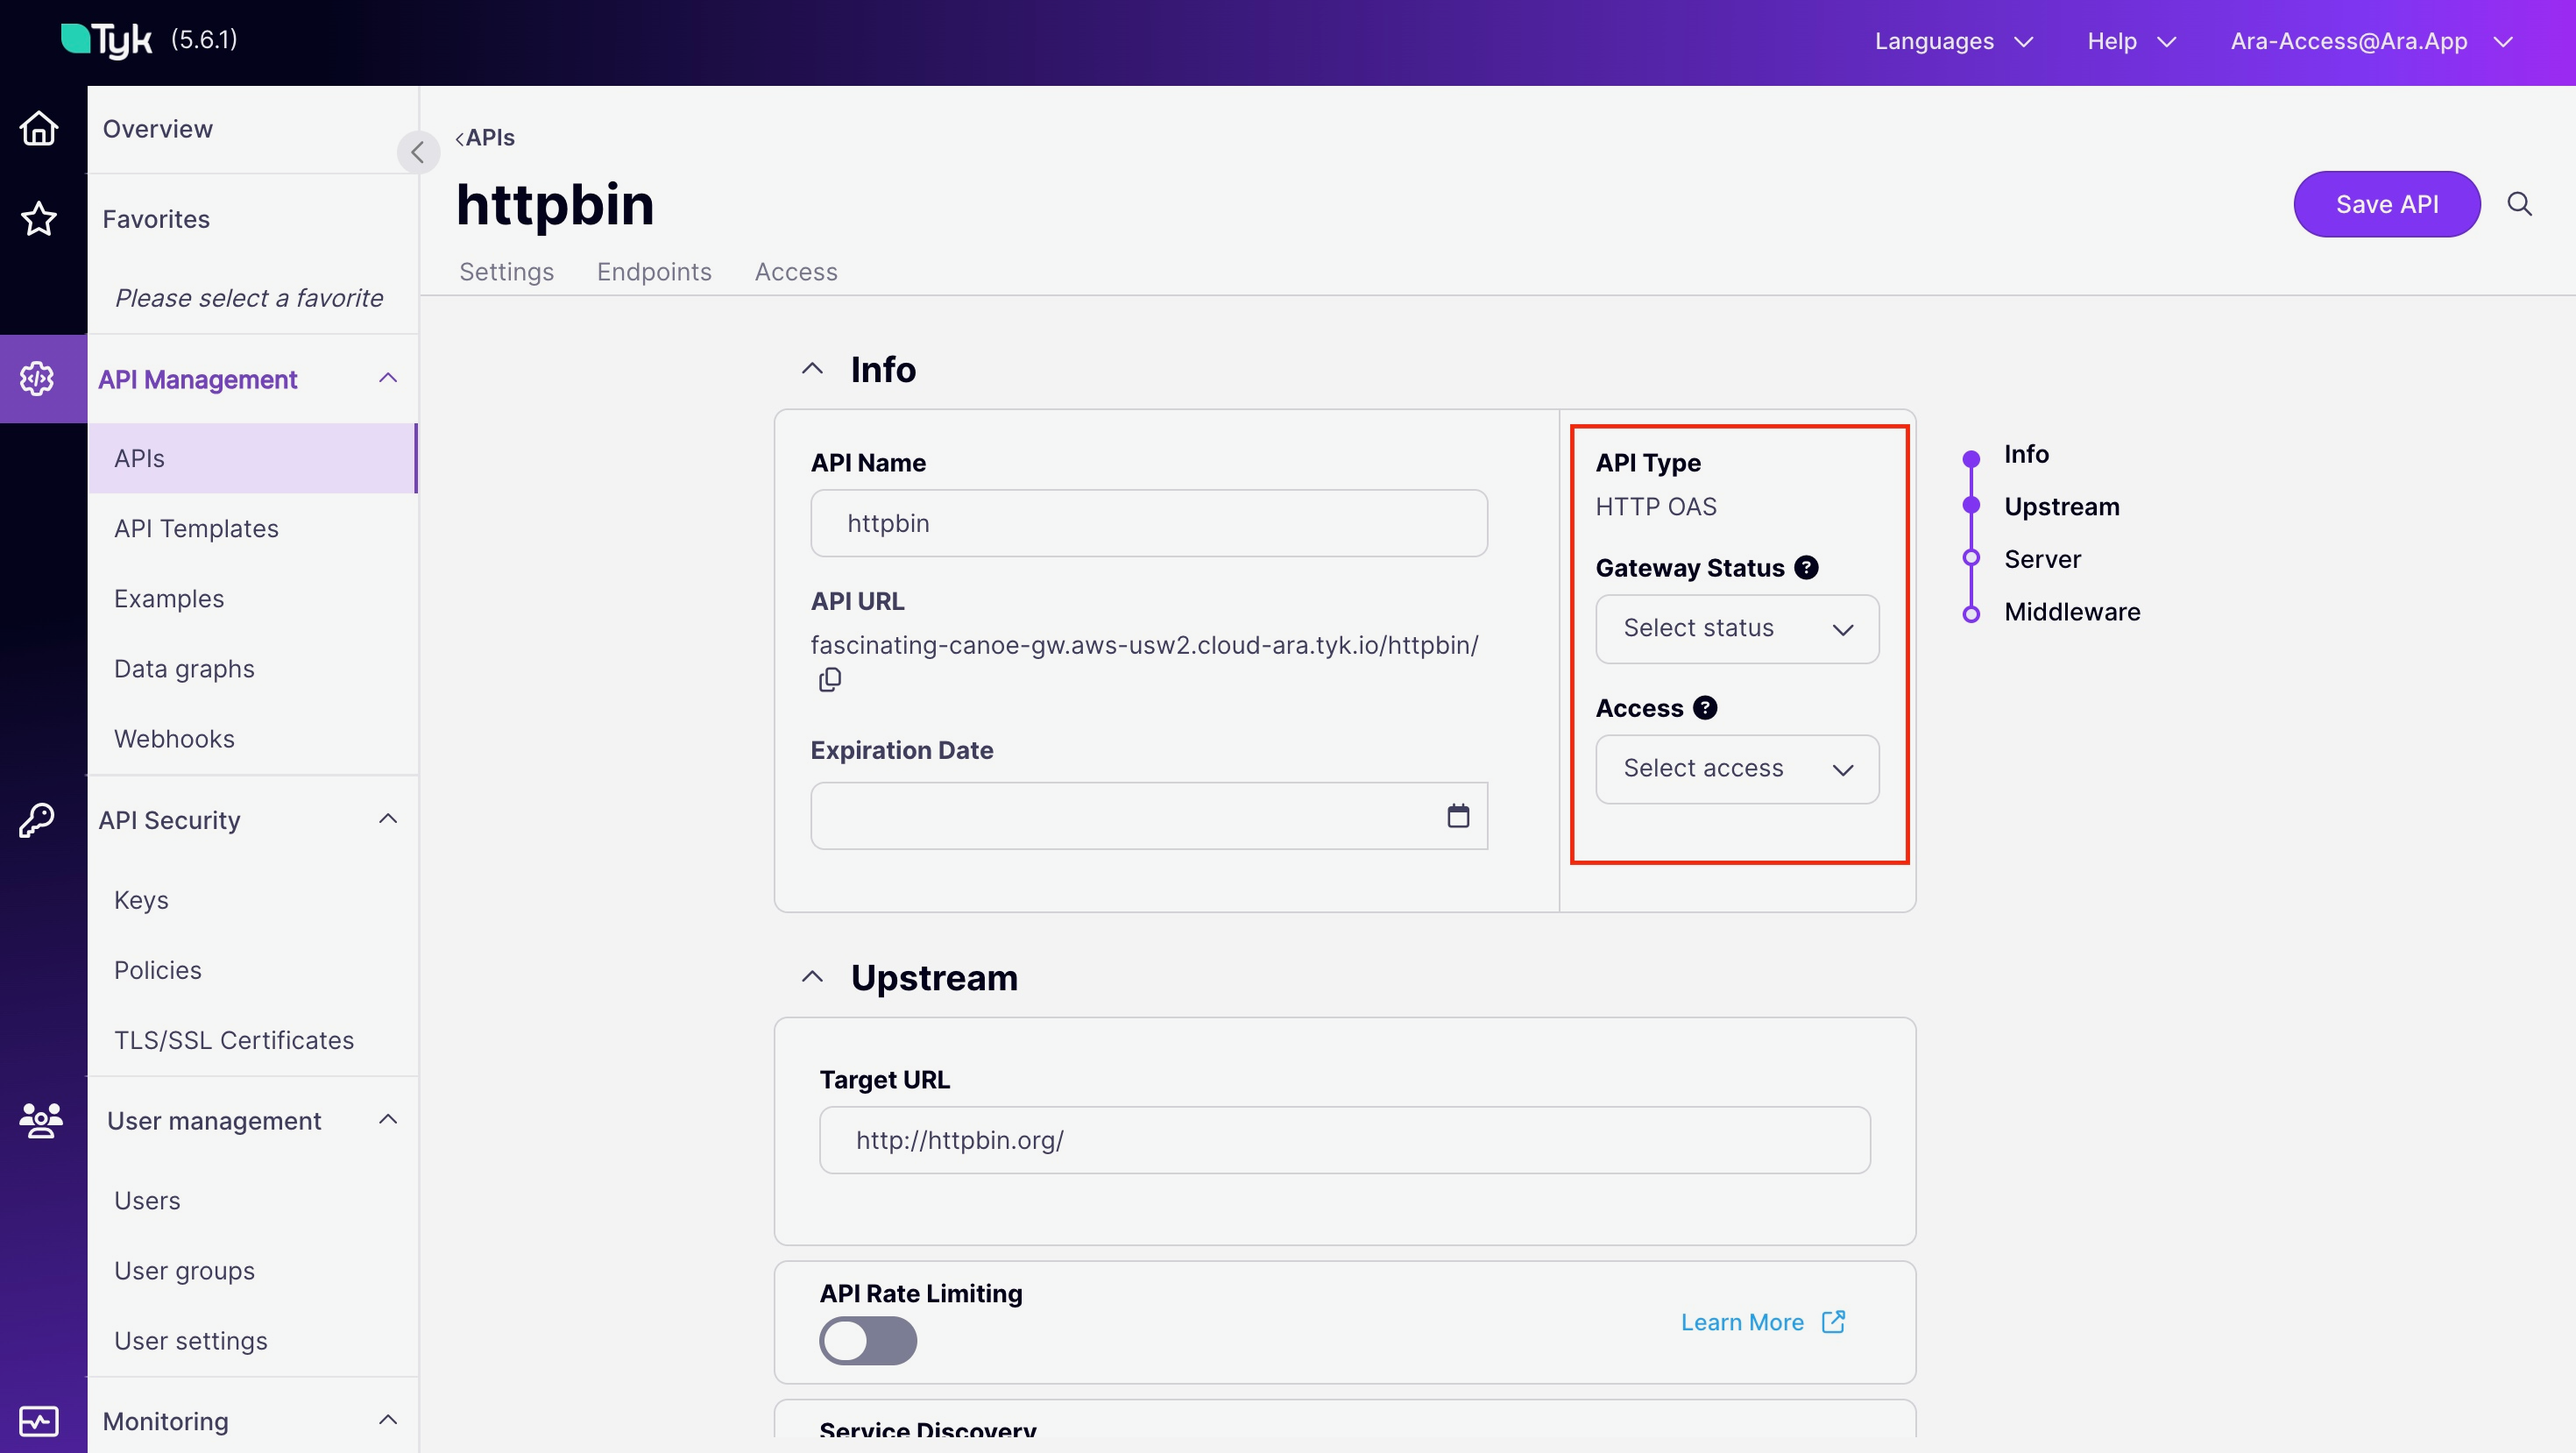 Tyk (5.6.1)
Languages
Help
Ara-Access@Ara.App
Overview
Favorites
Please select a favorite
API Management
APIs
API Templates
Examples
Data graphs
Webhooks
API Security
Keys
Policies
TLS/SSL Certificates
User management
Users
User groups
User settings
Monitoring
APIs
httpbin
Save API
Settings
Endpoints
Access
Info
API Name
httpbin
API URL
fascinating-canoe-gw.aws-usw2.cloud-ara.tyk.io/httpbin/
Expiration Date
API Type
HTTP OAS
Gateway Status ?
Select status
Access ?
Select access
Info
Upstream
Server
Middleware
Upstream
Target URL
http://httpbin.org/
API Rate Limiting
Learn More
Service Discovery